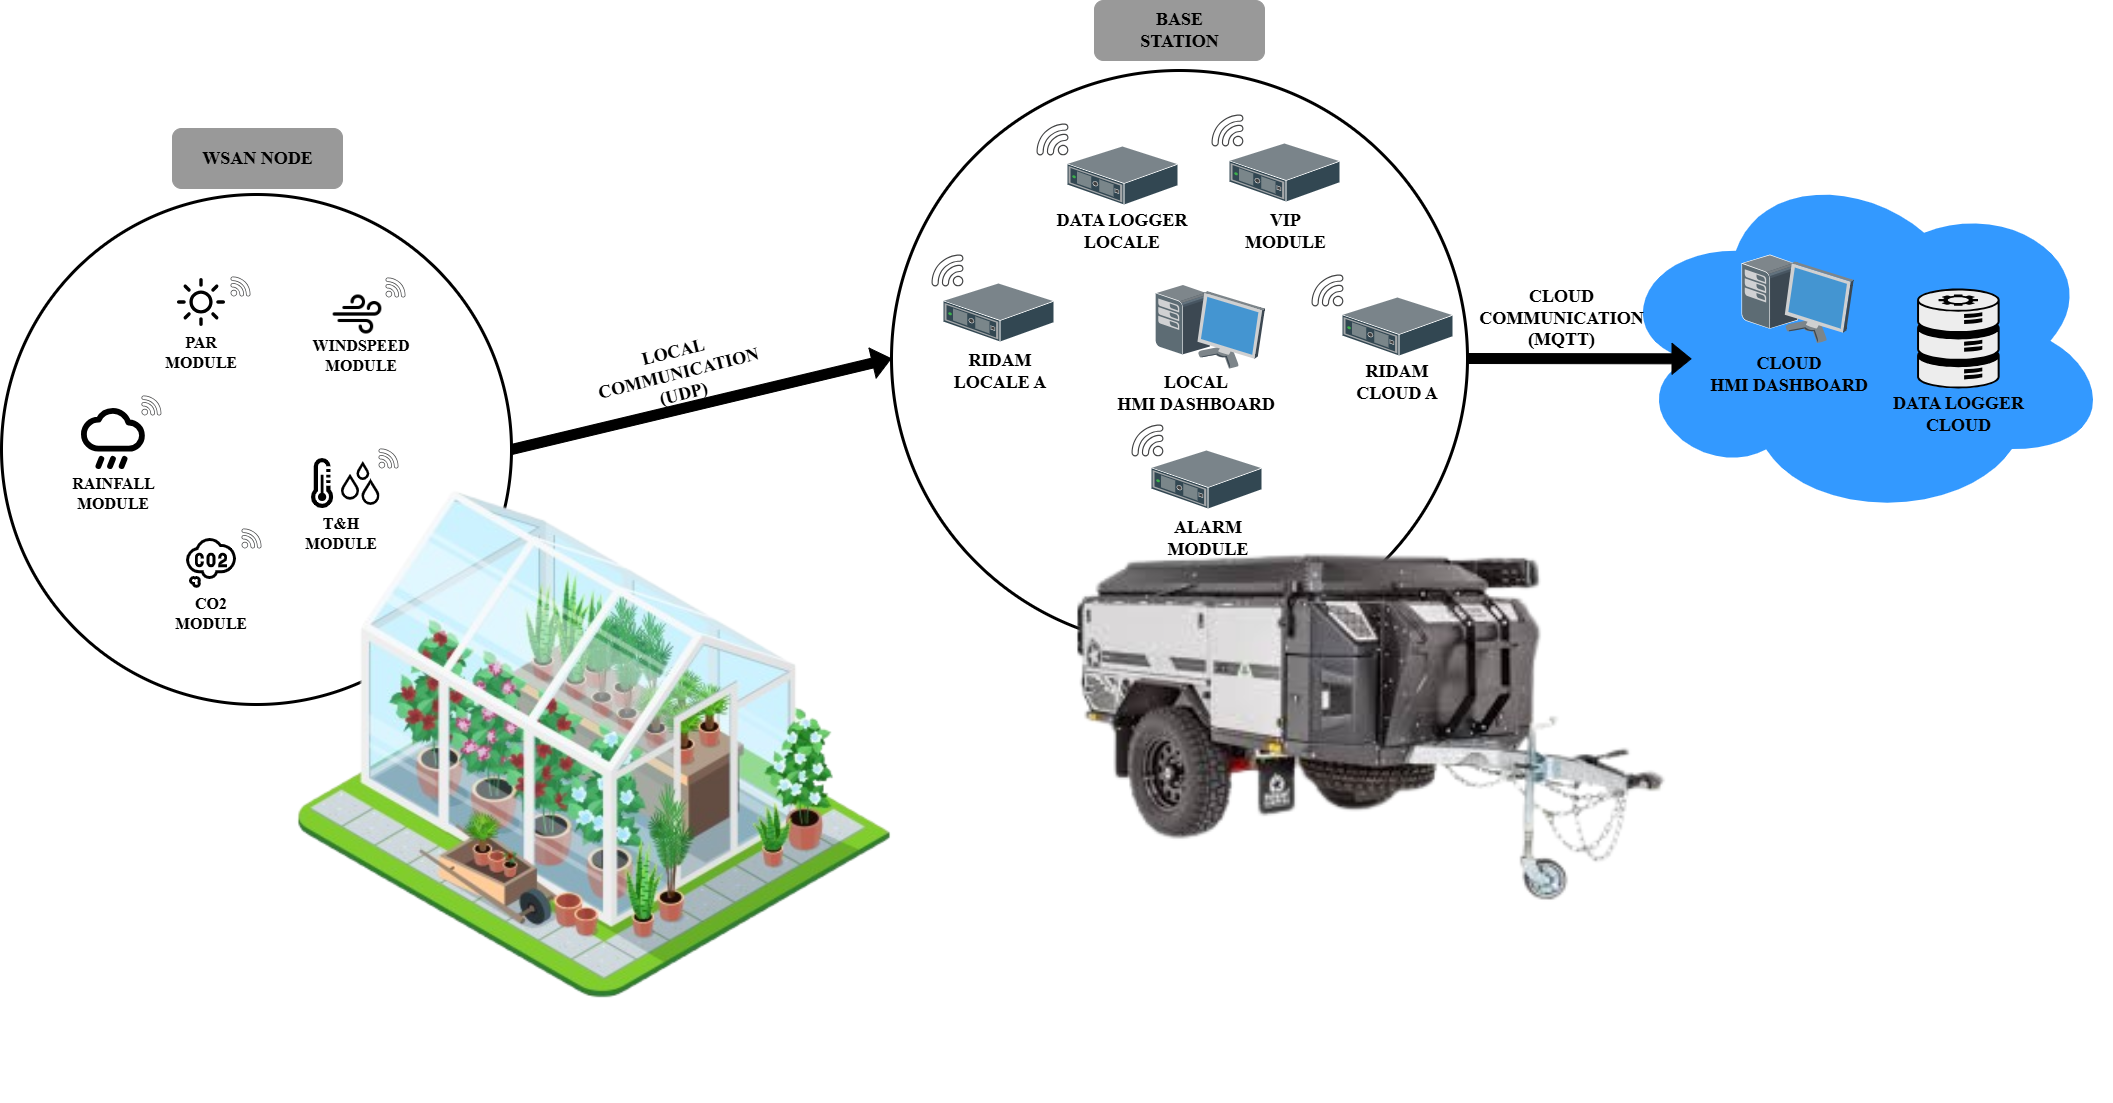 BASE
STATION
WSAN NODE
DATA LOGGER
LOCALE
VIP
MODULE
PAR
MODULE
WINDSPEED
MODULE
RAINFALL
MODULE
T&H
MODULE
CO2
CO2
MODULE
LOCAL
COMMUNICATION
(UDP)
RIDAM
LOCALE A
LOCAL
HMI DASHBOARD
RIDAM
CLOUD A
ALARM
MODULE
CLOUD
COMMUNICATION
(MQTT)
CLOUD
HMI DASHBOARD
DATA LOGGER
CLOUD